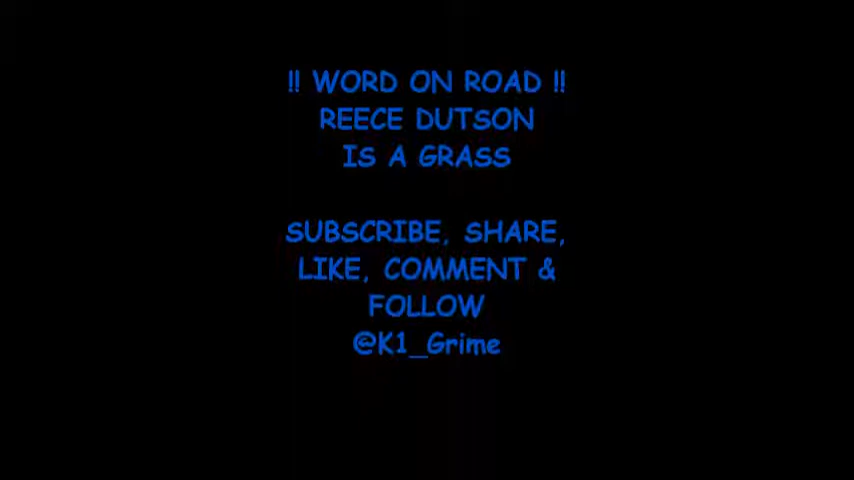 !! WORD ON ROAD !!
REECE DUTSON
IS A GRASS
SUBSCRIBE, SHARE,
LIKE, COMMENT &
FOLLOW
@K1_Grime